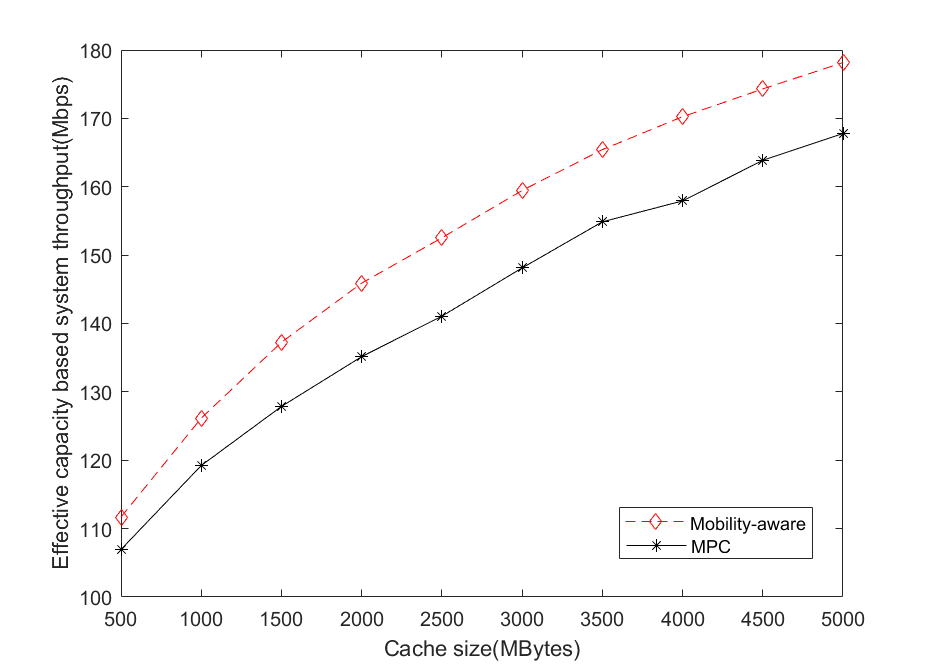 180
170
160
150
140
130
120
110
100
Effective capacity based system throughput(Mbps)
Mobility-aware
MPC
500 1000 1500 2000 2500 3000 3500 4000 4500 5000
Cache size(MBytes)